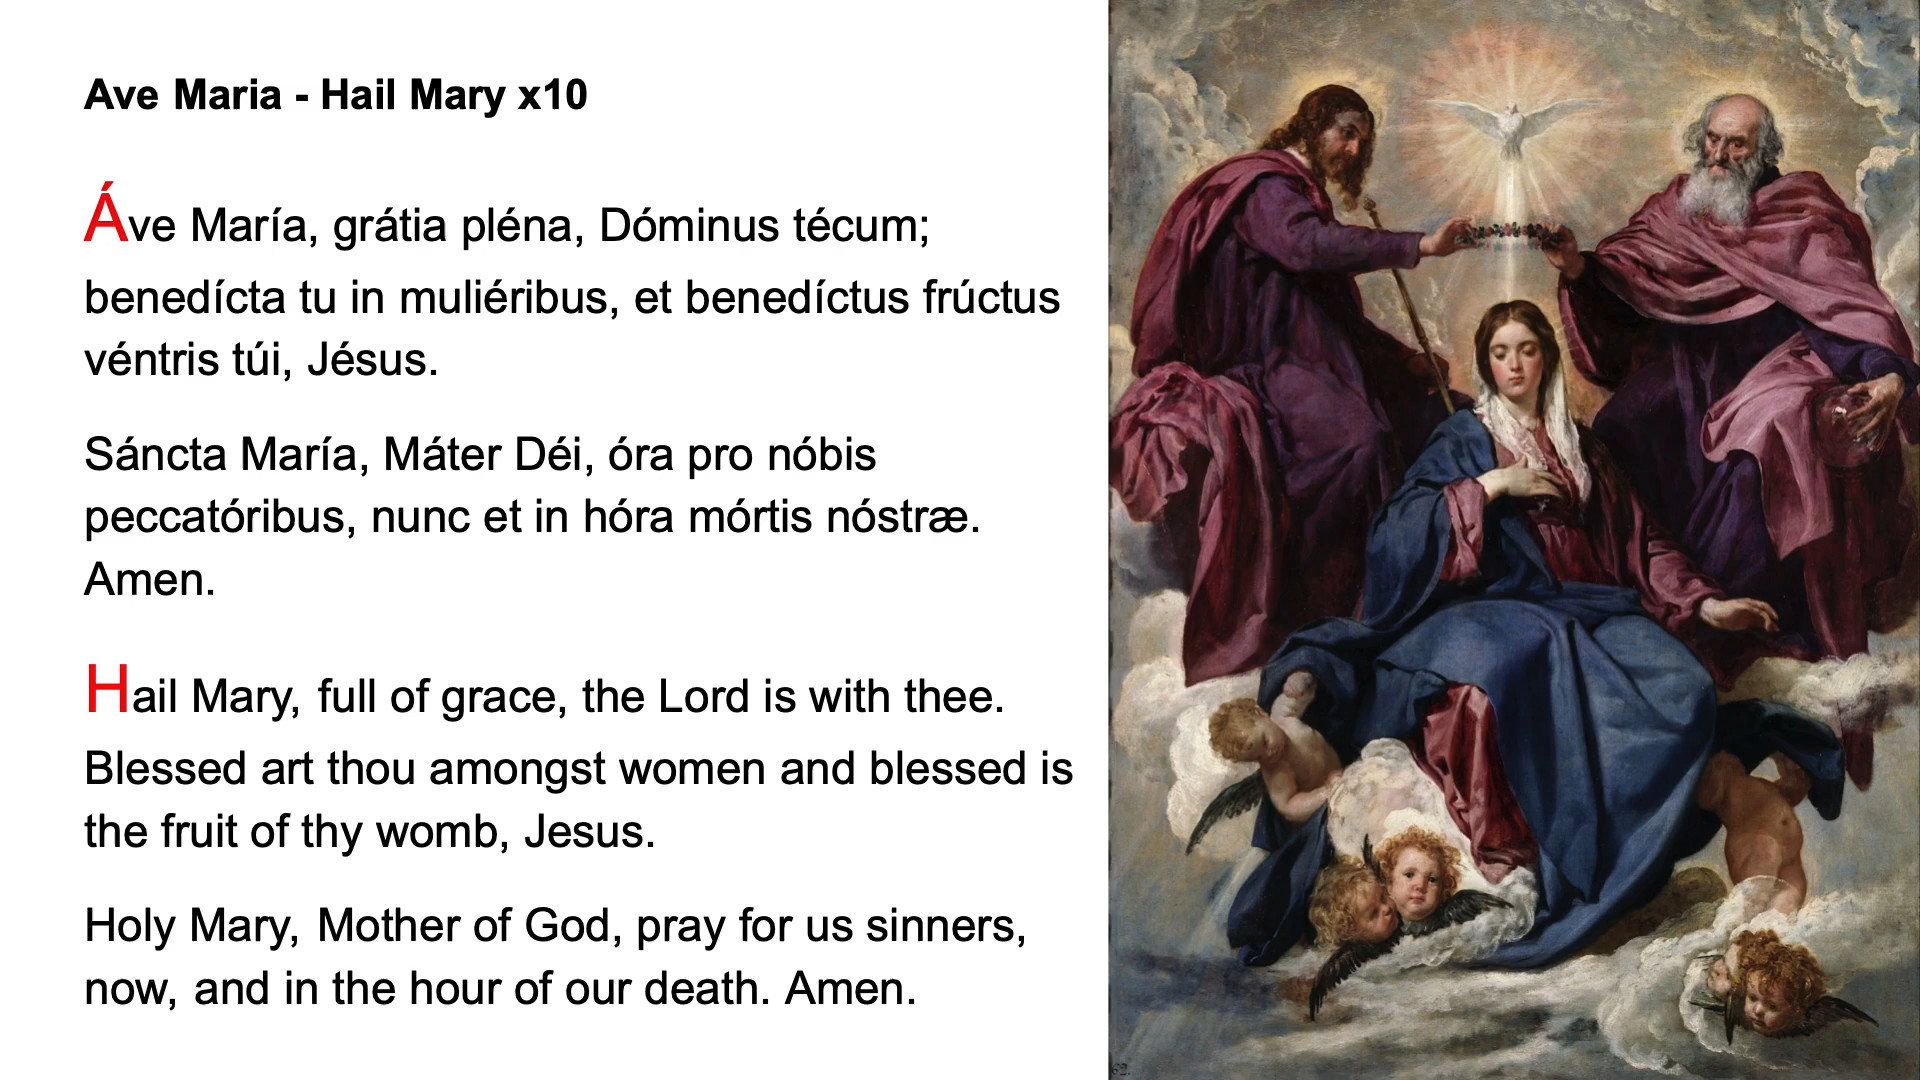 Ave Maria - Hail Mary x10
Áve María, grátia pléna, Dóminus técum;
benedícta tu in muliéribus, et benedíctus frúctus
véntris túi, Jésus.
Sáncta María, Máter Déi, óra pro nóbis
peccatóribus, nunc et in hóra mórtis nóstræ.
Amen.
Hail Mary, full of grace, the Lord is with thee.
Blessed art thou amongst women and blessed is
the fruit of thy womb, Jesus.
Holy Mary, Mother of God, pray for us sinners,
now, and in the hour of our death. Amen.
62.